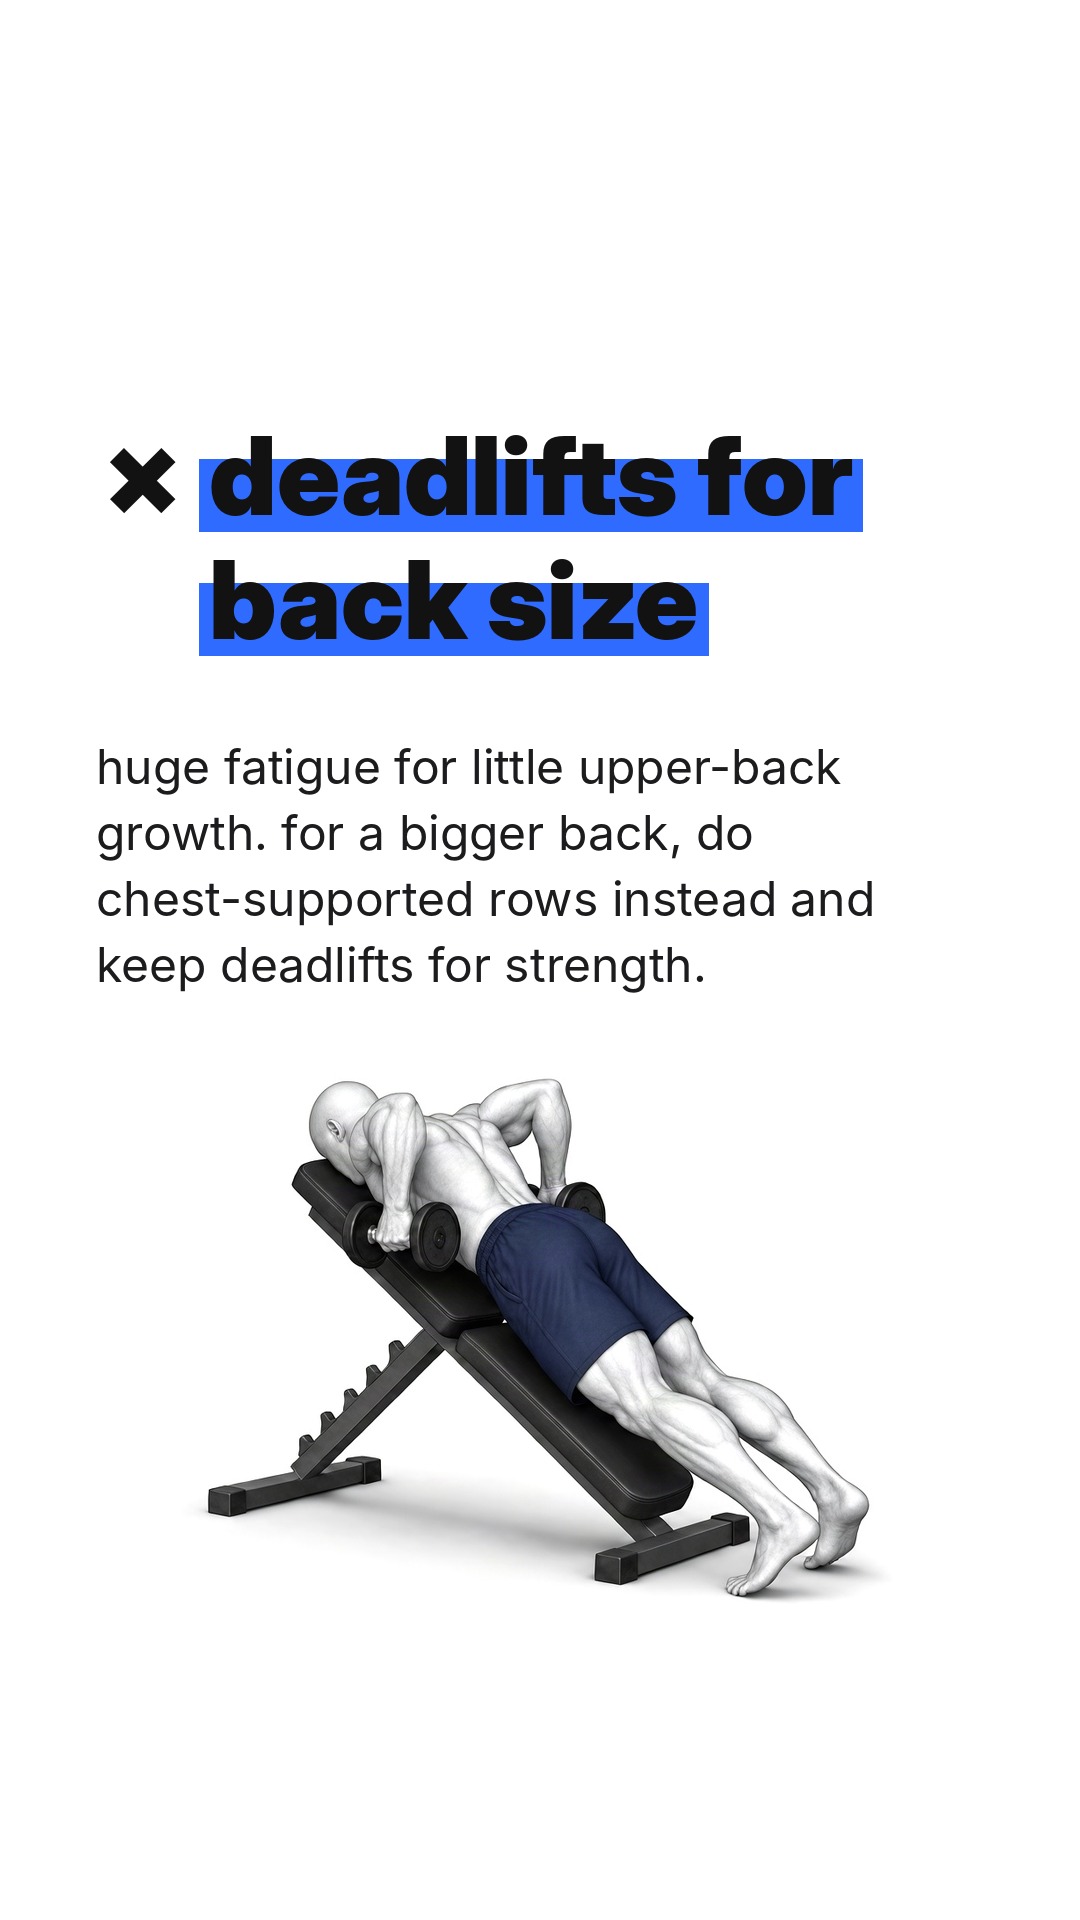 ✖ deadlifts for
back size
huge fatigue for little upper-back
growth. for a bigger back, do
chest-supported rows instead and
keep deadlifts for strength.